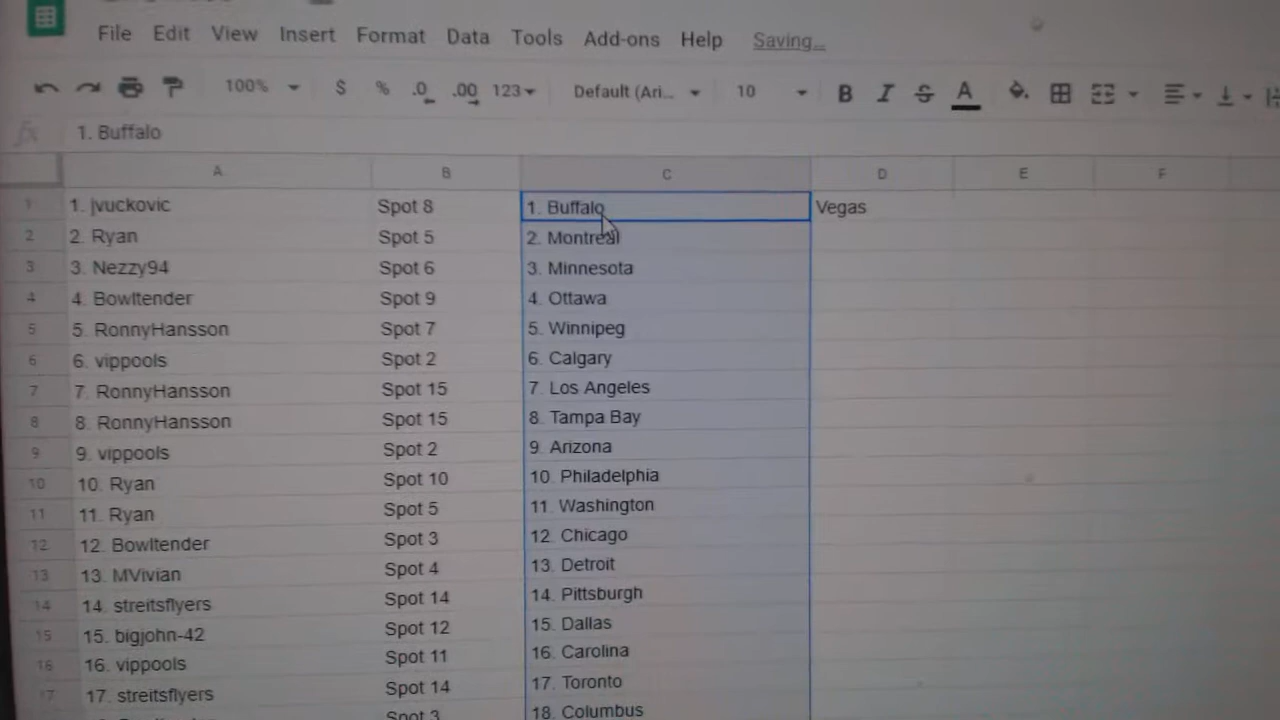 File Edit View Insert Format Data Tools Add-ons Help Saving...
100% $ % .0 .00 123 Default (Ari... 10 B I S A
fx 1. Buffalo
A B C D E F
1 1. jvuckovic Spot 8 1. Buffalo Vegas
2 2. Ryan Spot 5 2. Montreal
3 3. Nezzy94 Spot 6 3. Minnesota
4 4. Bowltender Spot 9 4. Ottawa
5 5. RonnyHansson Spot 7 5. Winnipeg
6 6. vippools Spot 2 6. Calgary
7 7. RonnyHansson Spot 15 7. Los Angeles
8 8. RonnyHansson Spot 15 8. Tampa Bay
9 9. vippools Spot 2 9. Arizona
10 10. Ryan Spot 10 10. Philadelphia
11 11. Ryan Spot 5 11. Washington
12 12. Bowltender Spot 3 12. Chicago
13 13. MVivian Spot 4 13. Detroit
14 14. streitsflyers Spot 14 14. Pittsburgh
15 15. bigjohn-42 Spot 12 15. Dallas
16 16. vippools Spot 11 16. Carolina
17 17. streitsflyers Spot 14 17. Toronto
Spot 3 18. Columbus